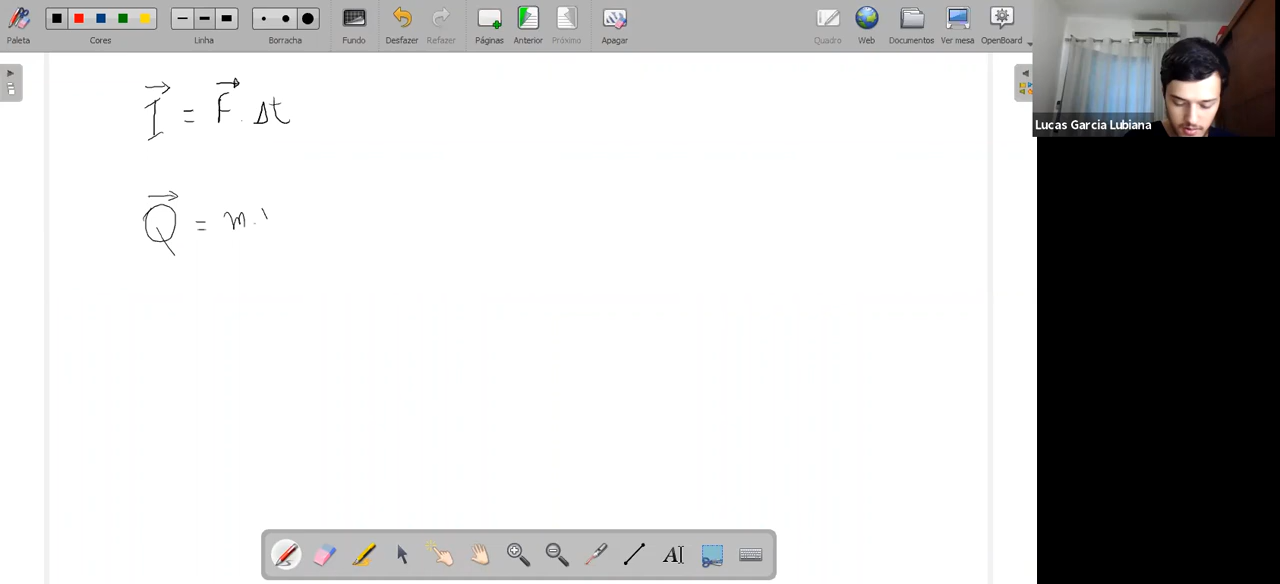 Paleta Cores Linha Borracha Fundo Desfazer Refazer Páginas Anterior Próximo Apagar Quadro Web Documentos Ver mesa OpenBoard
Lucas Garcia Lubiana
I⃗ = F⃗ . Δt
Q⃗ = m .
AI